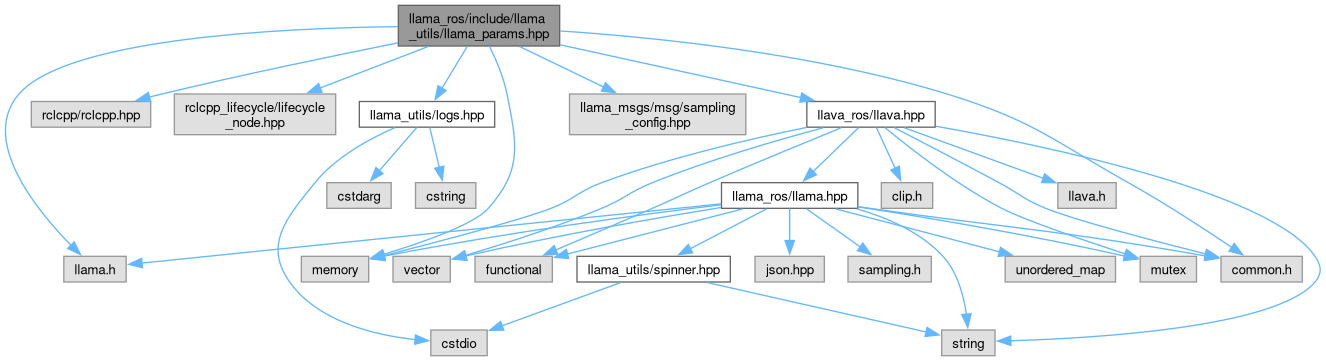 llama_ros/include/llama
_utils/llama_params.hpp
rclcpp/rclcpp.hpp
rclcpp_lifecycle/lifecycle
_node.hpp
llama_utils/logs.hpp
llama_msgs/msg/sampling
_config.hpp
llava_ros/llava.hpp
cstdarg
cstring
llama_ros/llama.hpp
clip.h
llava.h
llama.h
memory
vector
functional
llama_utils/spinner.hpp
json.hpp
sampling.h
unordered_map
mutex
common.h
cstdio
string